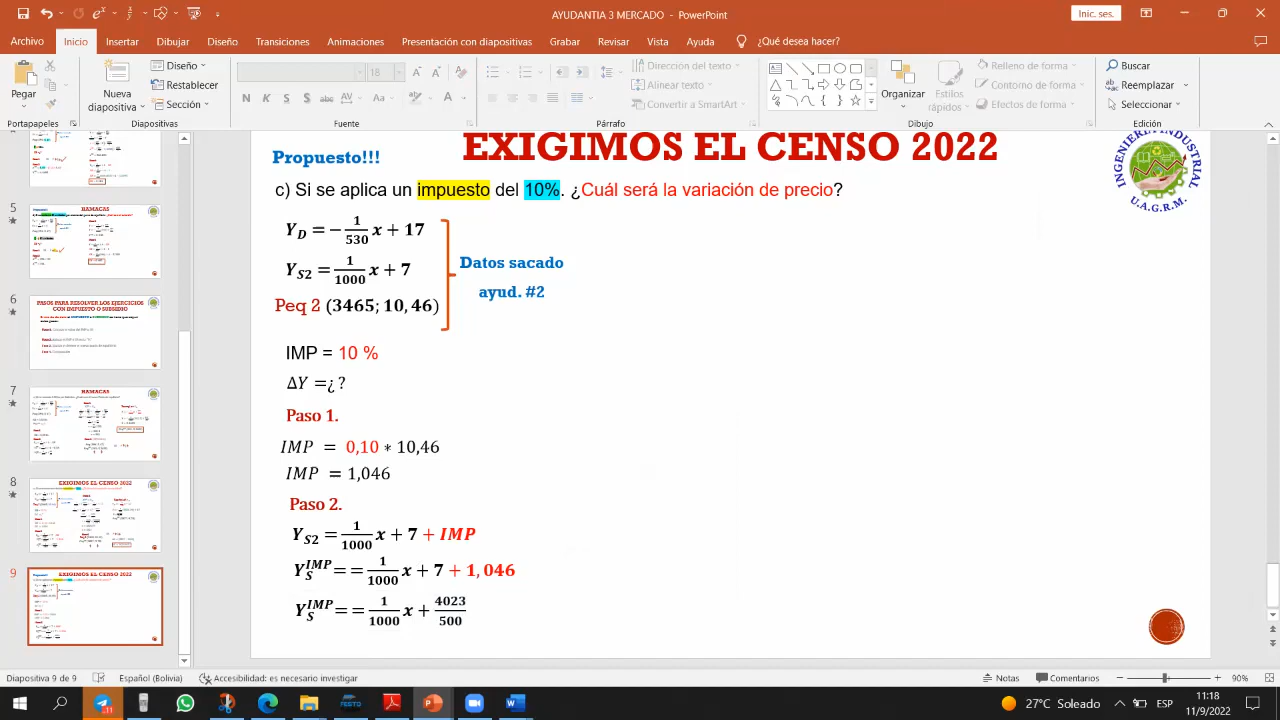 AYUDANTIA 3 MERCADO - PowerPoint
Inic. ses.
Archivo Inicio Insertar Dibujar Diseño Transiciones Animaciones Presentación con diapositivas Grabar Revisar Vista Ayuda ¿Qué desea hacer?
Pegar
Nueva diapositiva
Diseño
Restablecer
Sección
18
N K S S abc AV Aa
Dirección del texto
Alinear texto
Convertir a SmartArt
Organizar
Estilos rápidos
Relleno de forma
Contorno de forma
Efectos de forma
Buscar
Reemplazar
Seleccionar
Portapapeles
Diapositivas
Fuente
Párrafo
Dibujo
Edición
HAMACAS
6
PASOS PARA RESOLVER LOS EJERCICIOS
CON IMPUESTO O SUBSIDIO
7
HAMACAS
8
EXIGIMOS EL CENSO 2022
9
EXIGIMOS EL CENSO 2022
Propuesto!!!
EXIGIMOS EL CENSO 2022
INGENIERIA INDUSTRIAL
U.A.G.R.M.
c) Si se aplica un impuesto del 10%. ¿Cuál será la variación de precio?
Y_D = − 1/530 x + 17
Y_S2 = 1/1000 x + 7
Peq 2 (3465; 10,46)
Datos sacado
ayud. #2
IMP = 10 %
ΔY =¿?
Paso 1.
IMP = 0,10 ∗ 10,46
IMP = 1,046
Paso 2.
Y_S2 = 1/1000 x + 7 + IMP
Y_S^IMP == 1/1000 x + 7 + 1,046
Y_S^IMP == 1/1000 x + 4023/500
Diapositiva 9 de 9
Español (Bolivia)
Accesibilidad: es necesario investigar
Notas
Comentarios
90%
27°C Soleado
ESP
11:18
11/9/2022